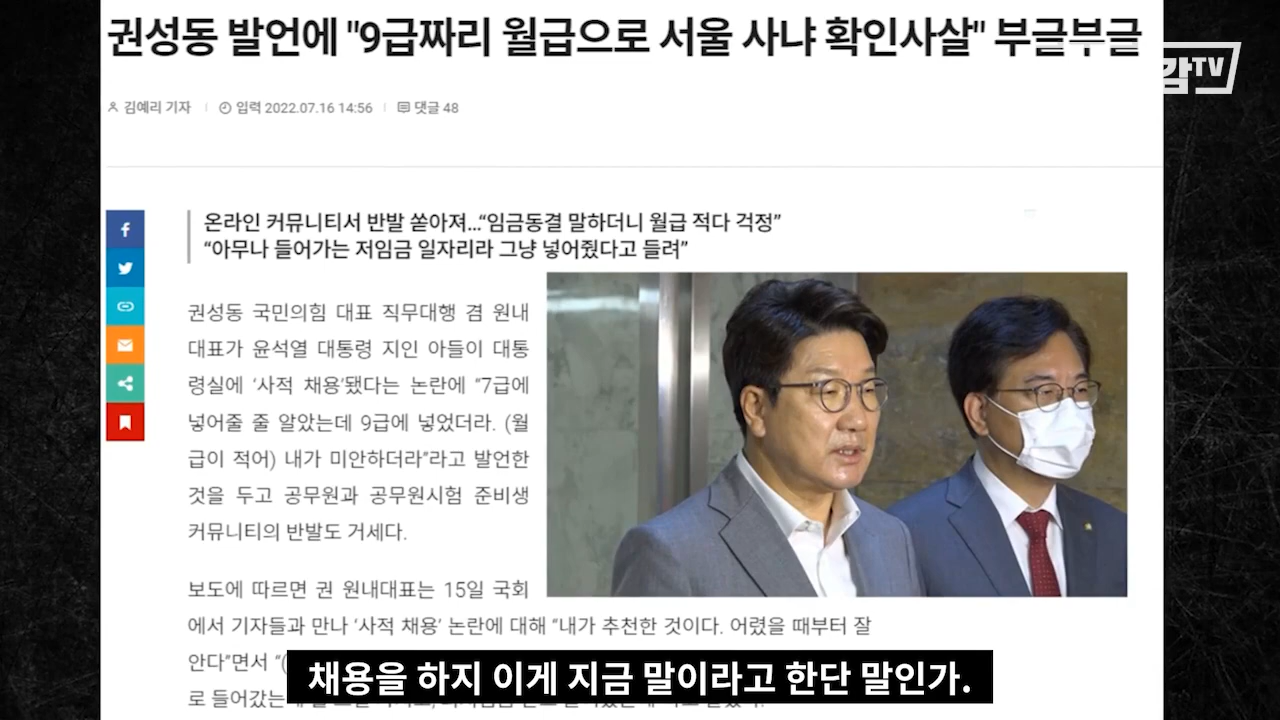 권성동 발언에 "9급짜리 월급으로 서울 사냐 확인사살" 부글부글
감TV
김예리 기자 입력 2022.07.16 14:56 댓글 48
온라인 커뮤니티서 반발 쏟아져…“임금동결 말하더니 월급 적다 걱정”
“아무나 들어가는 저임금 일자리라 그냥 넣어줬다고 들려”
권성동 국민의힘 대표 직무대행 겸 원내
대표가 윤석열 대통령 지인 아들이 대통
령실에 ‘사적 채용’됐다는 논란에 “7급에
넣어줄 줄 알았는데 9급에 넣었더라. (월
급이 적어) 내가 미안하더라”라고 발언한
것을 두고 공무원과 공무원시험 준비생
커뮤니티의 반발도 거세다.
보도에 따르면 권 원내대표는 15일 국회
에서 기자들과 만나 ‘사적 채용’ 논란에 대해 “내가 추천한 것이다. 어렸을 때부터 잘
안다”면서 “(
로 들어갔는
채용을 하지 이게 지금 말이라고 한단 말인가.